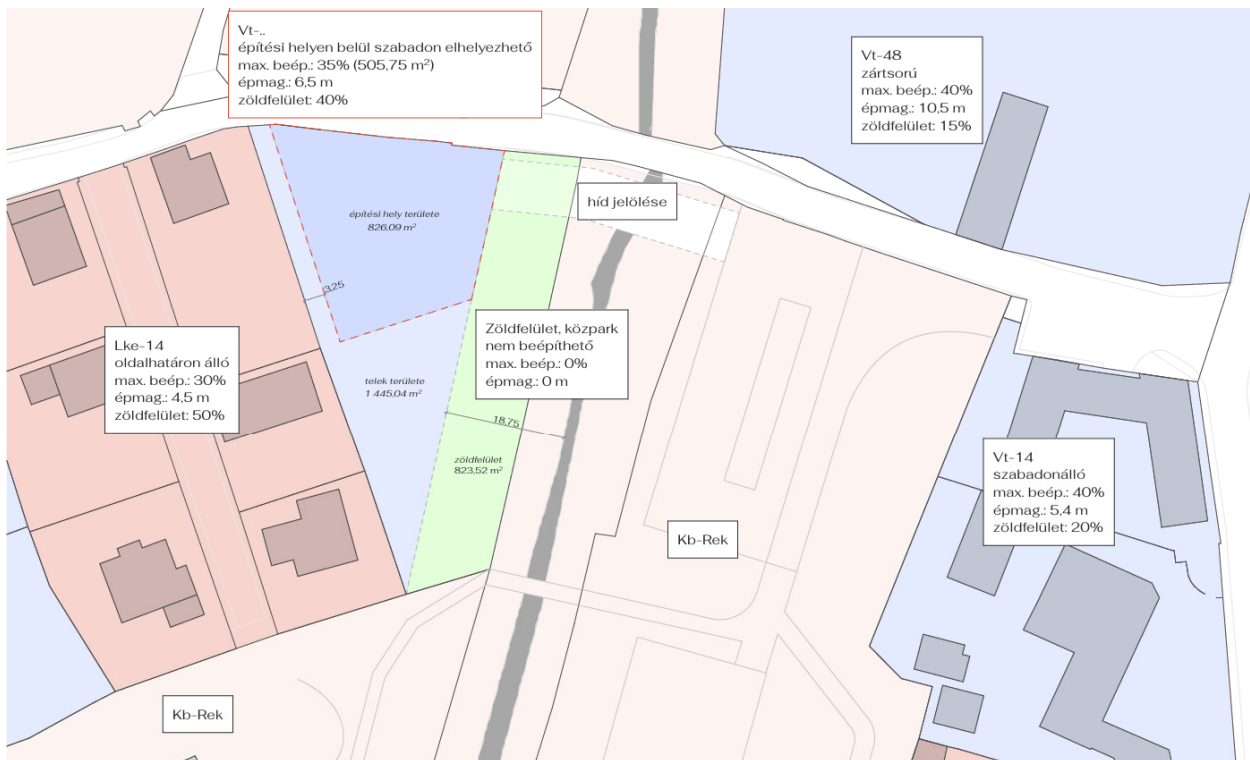 Vt-..
építési helyen belül szabadon elhelyezhető
max. beép.: 35% (505,75 m²)
épmag.: 6,5 m
zöldfelület: 40%
Vt-48
zártsorú
max. beép.: 40%
épmag.: 10,5 m
zöldfelület: 15%
híd jelölése
építési hely területe
826,09 m²
3,25
Lke-14
oldalhatáron álló
max. beép.: 30%
épmag.: 4,5 m
zöldfelület: 50%
Zöldfelület, közpark
nem beépíthető
max. beép.: 0%
épmag.: 0 m
telek területe
1 445,04 m²
18,75
zöldfelület
823,52 m²
Vt-14
szabadonálló
max. beép.: 40%
épmag.: 5,4 m
zöldfelület: 20%
Kb-Rek
Kb-Rek